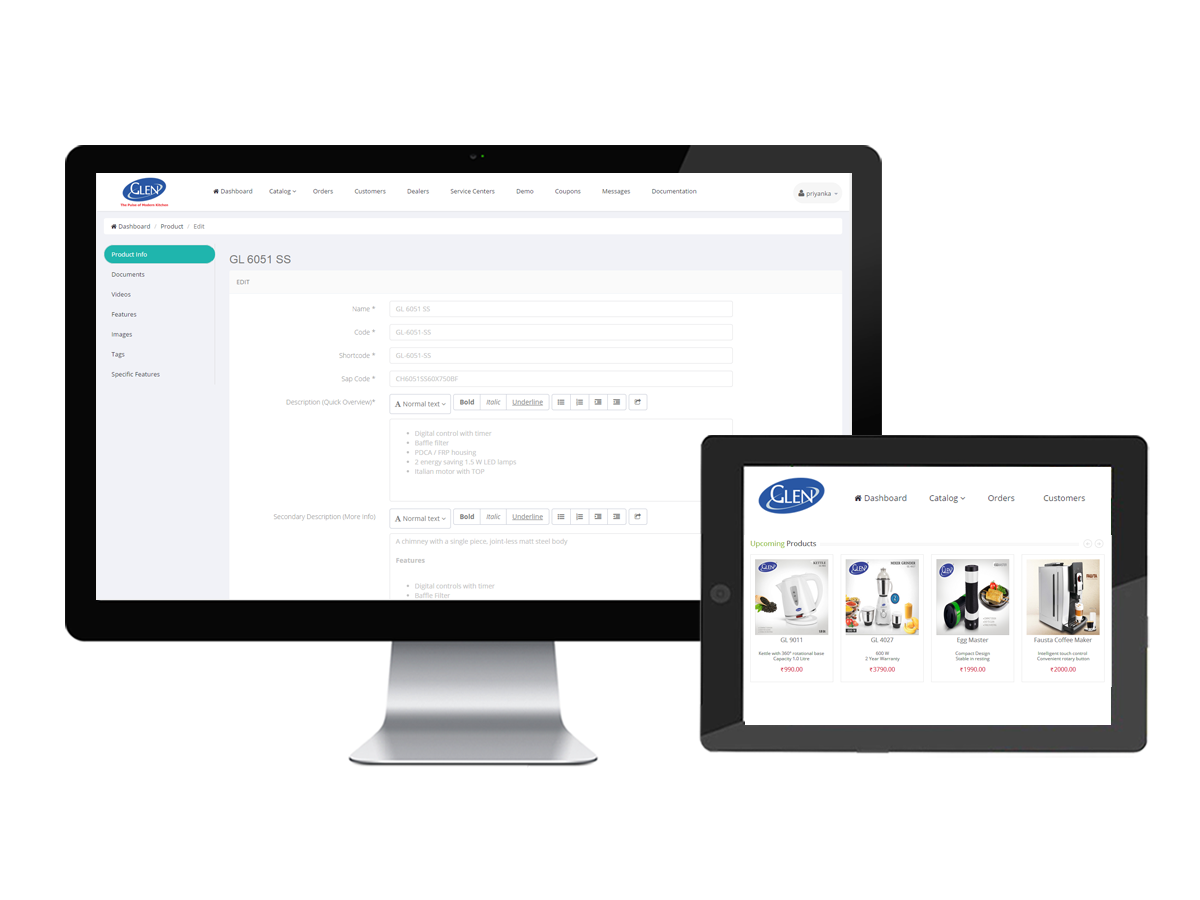 GLEN
The Pulse of Modern Kitchen
Dashboard Catalog Orders Customers Dealers Service Centers Demo Coupons Messages Documentation
priyanka
Dashboard / Product / Edit
Product Info
Documents
Videos
Features
Images
Tags
Specific Features
GL 6051 SS
EDIT
Name * GL 6051 SS
Code * GL-6051-SS
Shortcode * GL-6051-SS
Sap Code * CH6051SS60X750BF
Description (Quick Overview)* Normal text Bold Italic Underline
Digital control with timer
Baffle filter
PDCA / FRP housing
2 energy saving 1.5 W LED lamps
Italian motor with TOP
Secondary Description (More info) Normal text Bold Italic Underline
A chimney with a single piece, joint-less matt steel body
Features
Digital controls with timer
Baffle Filter
GLEN
Dashboard Catalog Orders Customers
Upcoming Products
GLEN KETTLE
GLEN MIXER GRINDER
GLEN
FAUSTA
GL 9011
Kettle with 360° rotational base
Capacity 1.0 Litre
₹990.00
GL 4027
600 W
2 Year Warranty
₹3790.00
Egg Master
Compact Design
Stable in resting
₹1990.00
Fausta Coffee Maker
Intelligent touch control
Convenient rotary button
₹2000.00